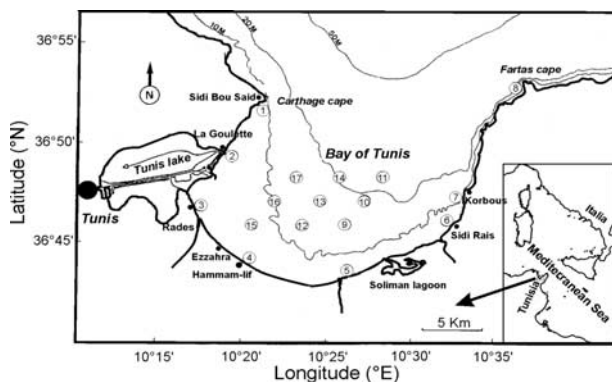 10M
20M
50M
36°55'
Fartas cape
8
N
Sidi Bou Said
Carthage cape
1
36°50'
La Goulette
2
Bay of Tunis
Tunis lake
17
14
11
Tunis
16
13
10
7
Korbous
3
Rades
15
12
9
6
Sidi Rais
36°45'
Ezzahra
4
Hammam-lif
5
Soliman lagoon
5 Km
Italia
Mediterranean Sea
Tunisia
10°15'
10°20'
10°25'
10°30'
10°35'
Latitude (°N)
Longitude (°E)